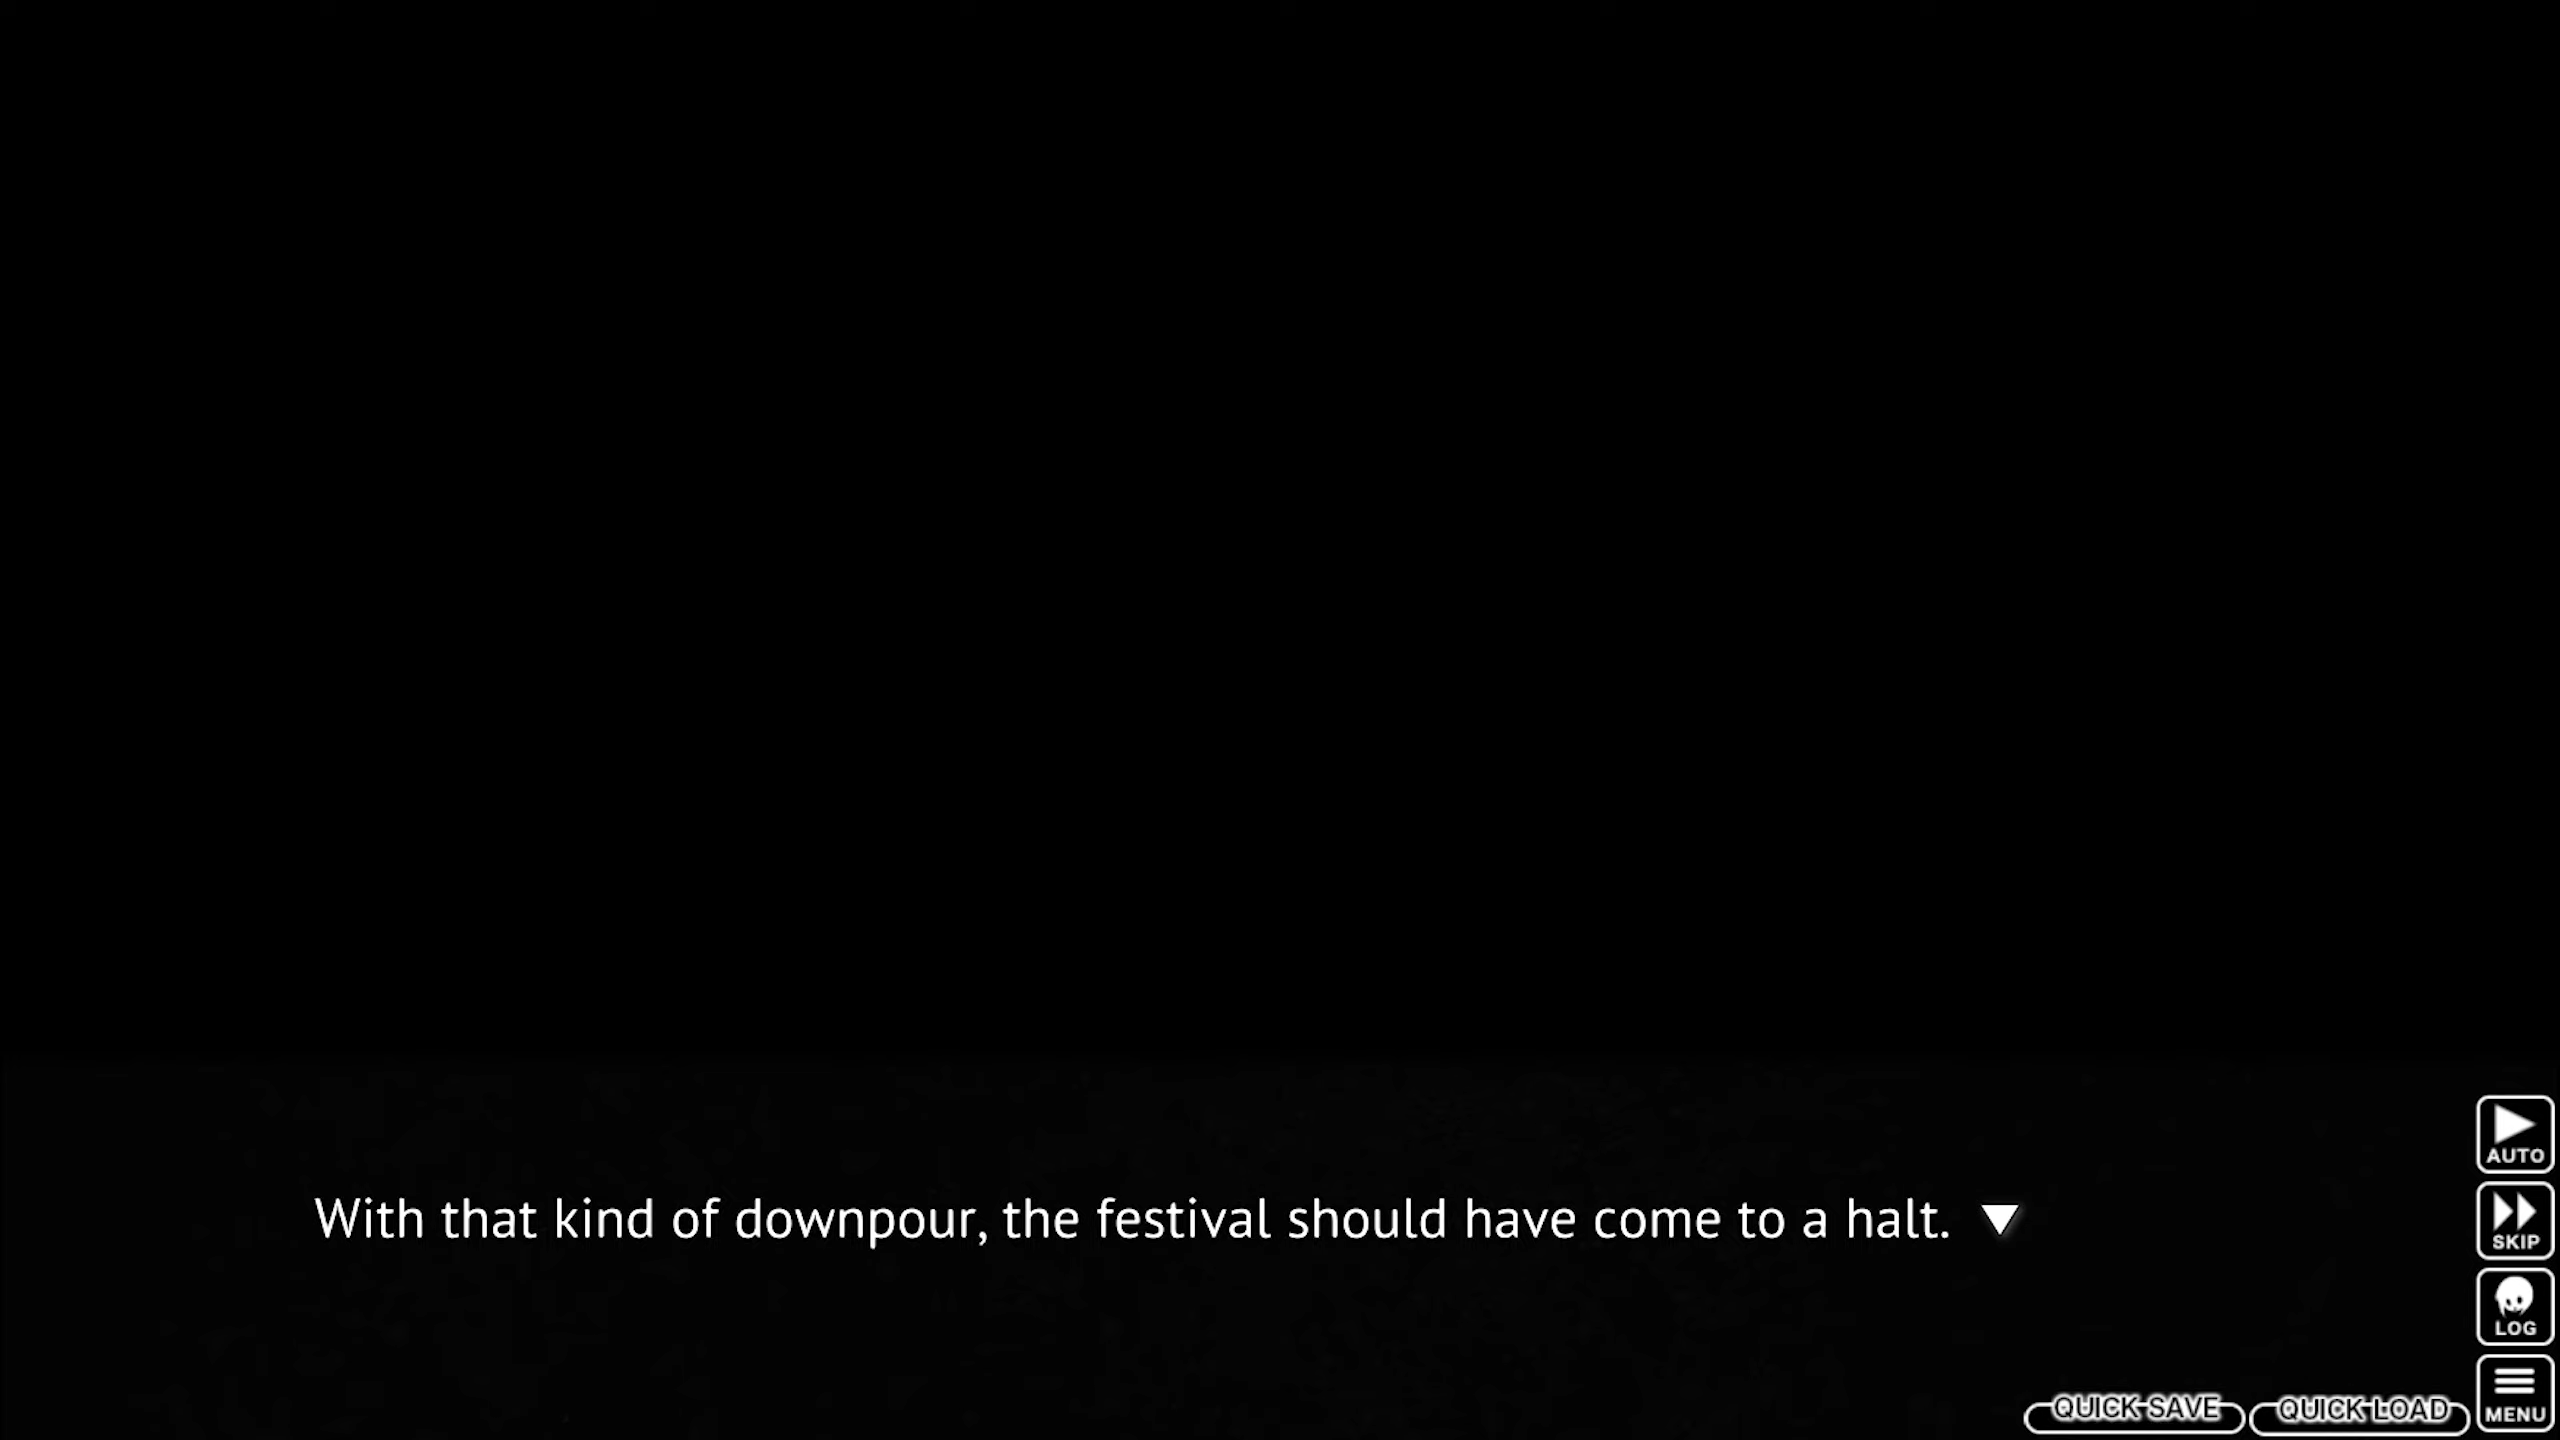 With that kind of downpour, the festival should have come to a halt.
AUTO
SKIP
LOG
MENU
QUICK SAVE
QUICK LOAD